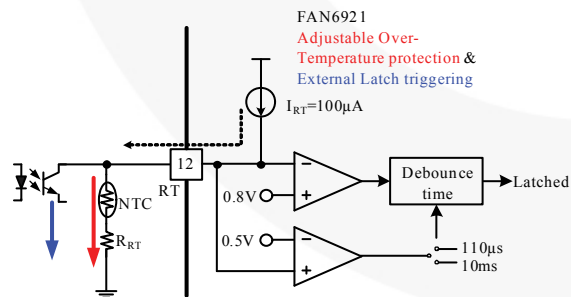 FAN6921
Adjustable Over-
Temperature protection &
External Latch triggering
I_RT=100µA
12
RT
NTC
R_RT
0.8V
0.5V
−
+
−
+
Debounce
time
Latched
110µs
10ms